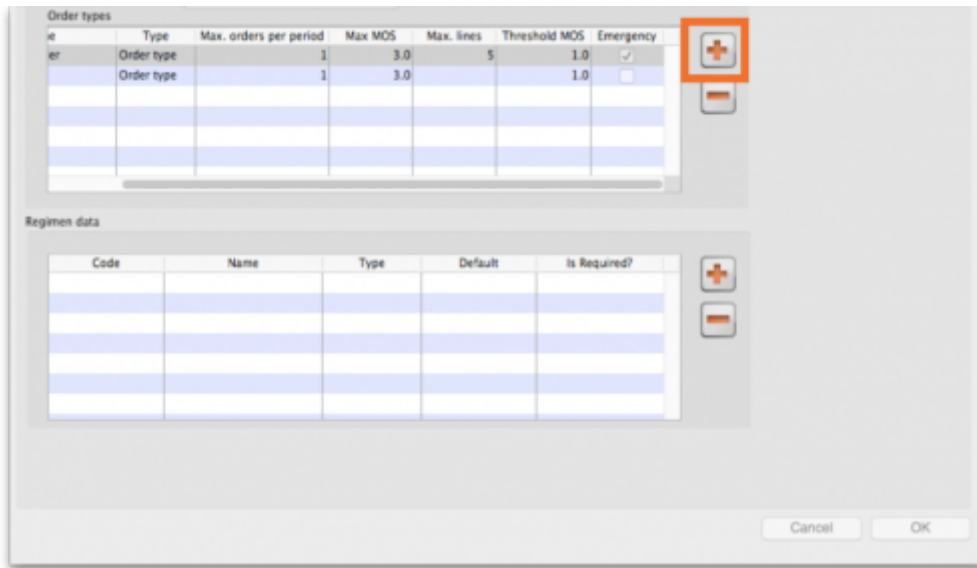 Order types
e Type Max. orders per period Max MOS Max. lines Threshold MOS Emergency
er Order type 1 3.0 5 1.0
Order type 1 3.0 1.0
Regimen data
Code Name Type Default Is Required?
Cancel OK